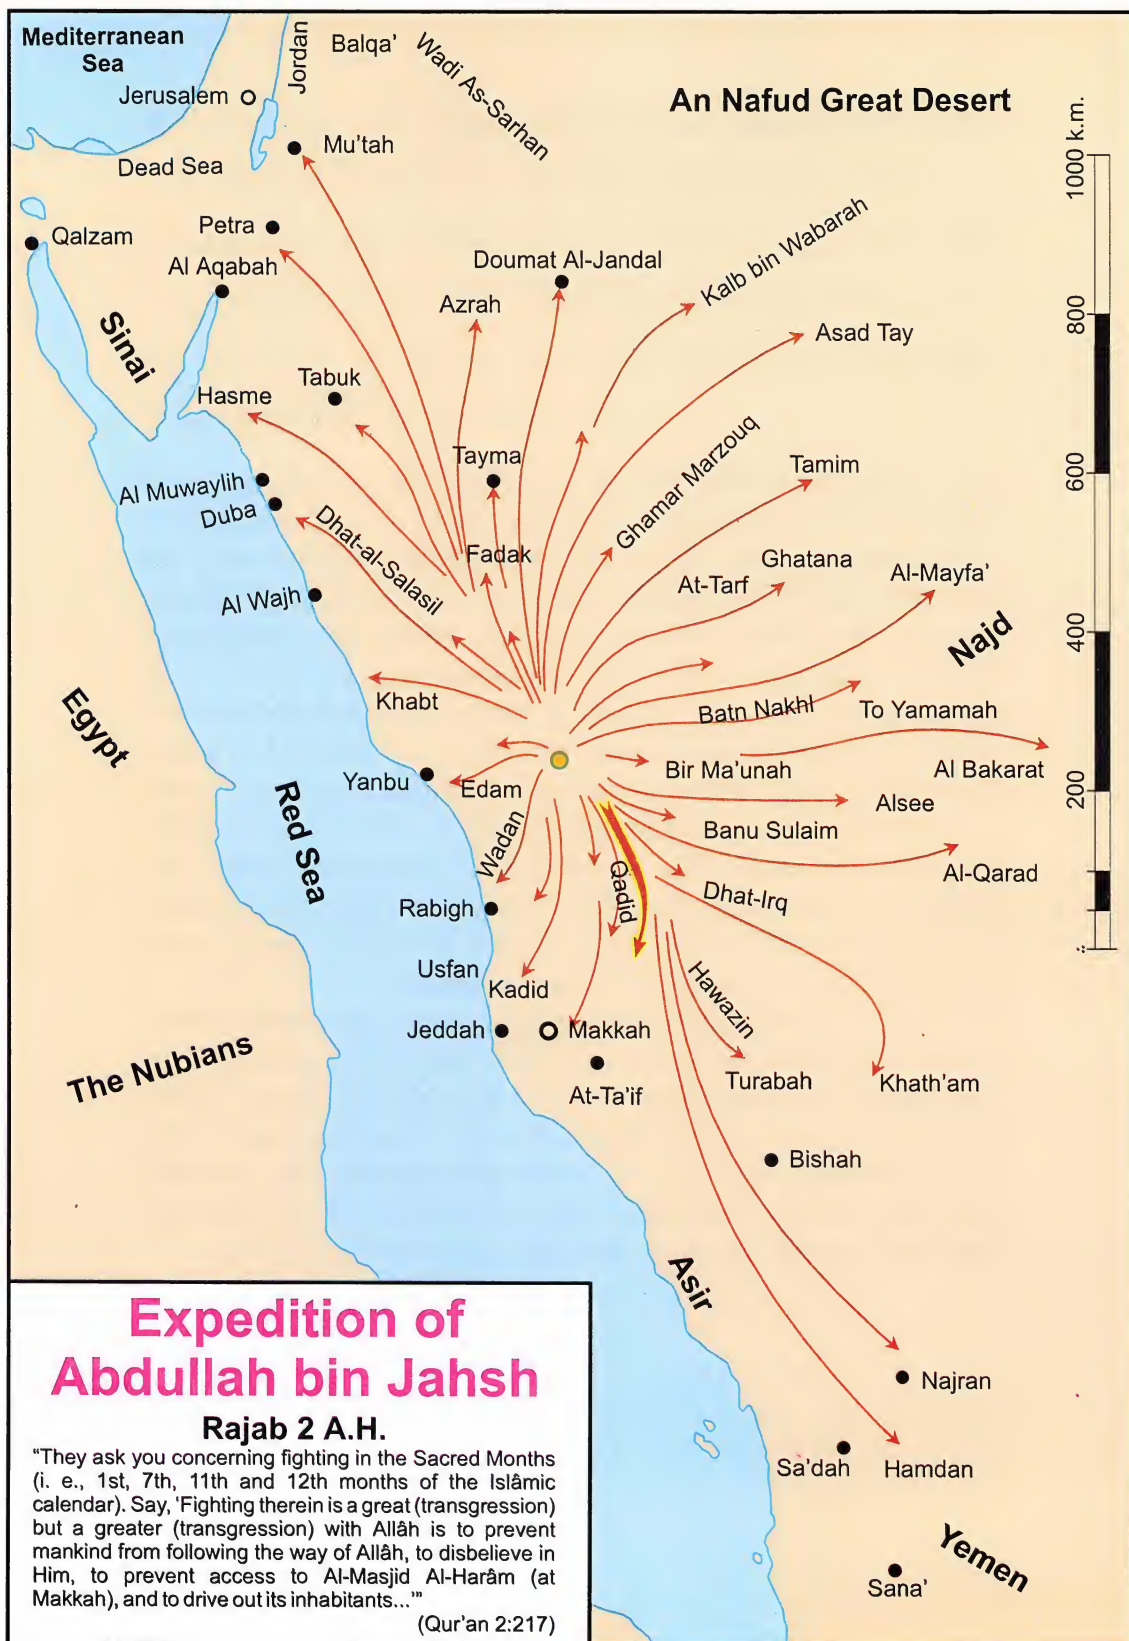 Mediterranean
Sea
Jordan
Balqa'
Wadi As-Sarhan
Jerusalem
An Nafud Great Desert
1000 k.m.
Mu'tah
Dead Sea
Petra
Qalzam
Al Aqabah
Doumat Al-Jandal
Kalb bin Wabarah
Azrah
800
Asad Tay
Sinai
Tabuk
Hasme
Tayma
Ghamar Marzouq
Tamim
600
Al Muwaylih
Duba
Dhat-al-Salasil
Fadak
Ghatana
At-Tarf
Al-Mayfa'
Al Wajh
Najd
400
Khabt
Batn Nakhl
To Yamamah
Egypt
Yanbu
Edam
Bir Ma'unah
Al Bakarat
200
Red Sea
Wadan
Alsee
Banu Sulaim
Al-Qarad
Qadid
Dhat-Irq
Rabigh
Usfan
Kadid
Hawazin
Jeddah
Makkah
The Nubians
At-Ta'if
Turabah
Khath'am
Bishah
Asir
Najran
Sa'dah
Hamdan
Yemen
Sana'
Expedition of
Abdullah bin Jahsh
Rajab 2 A.H.
“They ask you concerning fighting in the Sacred Months
(i. e., 1st, 7th, 11th and 12th months of the Islâmic
calendar). Say, 'Fighting therein is a great (transgression)
but a greater (transgression) with Allâh is to prevent
mankind from following the way of Allâh, to disbelieve in
Him, to prevent access to Al-Masjid Al-Harâm (at
Makkah), and to drive out its inhabitants...'”
(Qur'an 2:217)